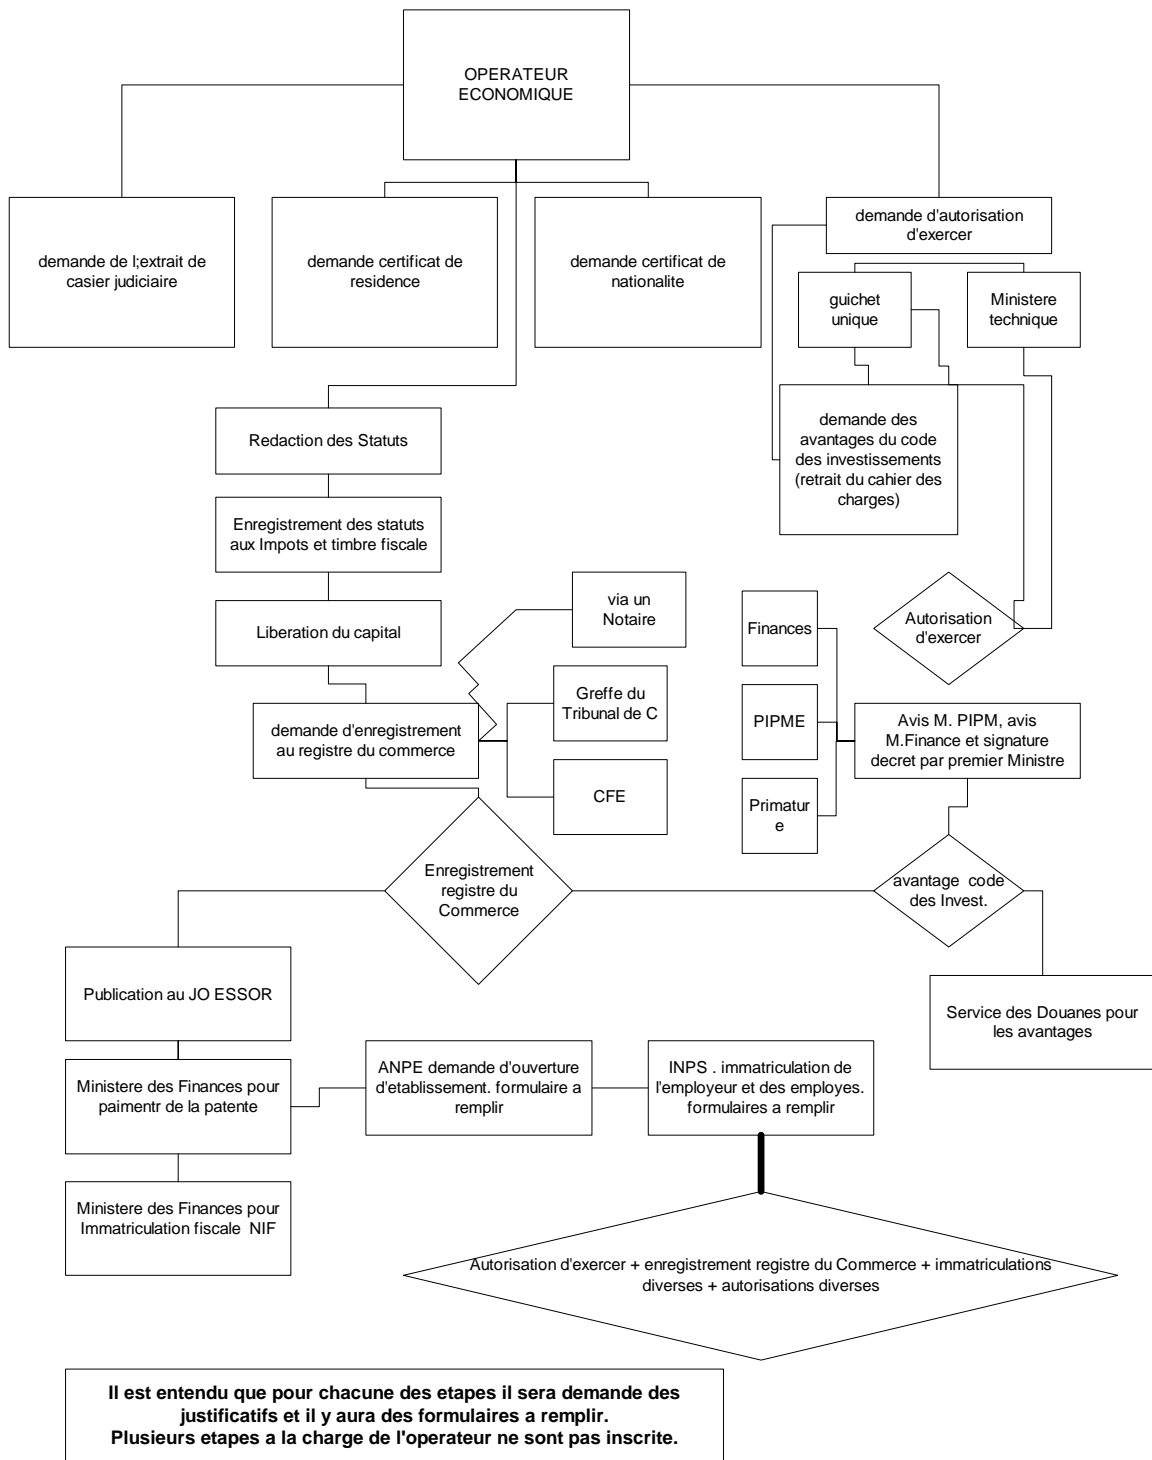 OPERATEUR
ECONOMIQUE
demande de l;extrait de
casier judiciaire
demande certificat de
residence
demande certificat de
nationalite
demande d'autorisation
d'exercer
guichet
unique
Ministere
technique
demande des
avantages du code
des investissements
(retrait du cahier des
charges)
Redaction des Statuts
Enregistrement des statuts
aux Impots et timbre fiscale
Liberation du capital
via un
Notaire
Finances
Autorisation
d'exercer
demande d'enregistrement
au registre du commerce
Greffe du
Tribunal de C
PIPME
Avis M. PIPM, avis
M.Finance et signature
decret par premier Ministre
CFE
Primatur
e
Enregistrement
registre du
Commerce
avantage code
des Invest.
Publication au JO ESSOR
Service des Douanes pour
les avantages
Ministere des Finances pour
paimentr de la patente
ANPE demande d'ouverture
d'etablissement. formulaire a
remplir
INPS . immatriculation de
l'employeur et des employes.
formulaires a remplir
Ministere des Finances pour
Immatriculation fiscale NIF
Autorisation d'exercer + enregistrement registre du Commerce + immatriculations
diverses + autorisations diverses
Il est entendu que pour chacune des etapes il sera demande des
justificatifs et il y aura des formulaires a remplir.
Plusieurs etapes a la charge de l'operateur ne sont pas inscrite.